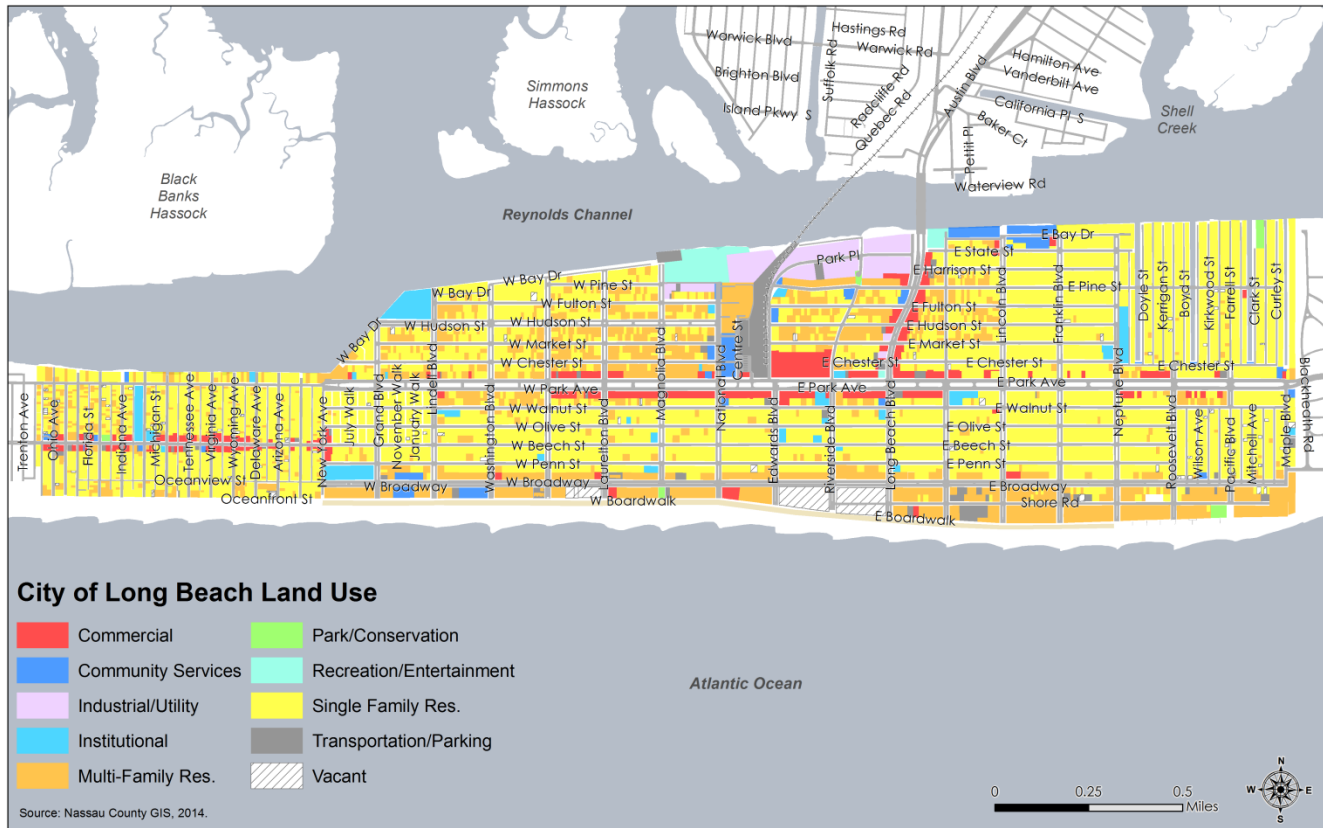 Hastings Rd
Warwick Blvd
Warwick Rd
Suffolk Rd
Hamilton Ave
Vanderbilt Ave
Austin Blvd
Brighton Blvd
Radcliffe Rd
Quebec Rd
Simmons
Hassock
Island Pkwy S
California Pl S
Baker Ct
Shell
Creek
Pettit Pl
Black
Banks
Hassock
Waterview Rd
Reynolds Channel
E Bay Dr
E State St
Park Pl
W Bay Dr
E Harrison St
W Pine St
E Pine St
W Bay Dr
W Fulton St
E Fulton St
W Hudson St
W Hudson St
E Hudson St
W Bay Dr
W Market St
E Market St
W Chester St
E Chester St
E Chester St
E Chester St
W Park Ave
E Park Ave
E Park Ave
W Walnut St
E Walnut St
W Olive St
E Olive St
W Beech St
E Beech St
W Penn St
E Penn St
Oceanview St
W Broadway
W Broadway
E Broadway
Oceanfront St
W Boardwalk
E Boardwalk
Shore Rd
Trenton Ave
Ohio Ave
Florida St
Indiana Ave
Michigan St
Tennessee Ave
Virginia Ave
Wyoming Ave
Delaware Ave
Arizona Ave
New York Ave
July Walk
Grand Blvd
November Walk
January Walk
Lindell Blvd
Washington Blvd
Laurelton Blvd
Magnolia Blvd
National Blvd
Centre St
Edwards Blvd
Riverside Blvd
Long Beach Blvd
Lincoln Blvd
Franklin Blvd
Neptune Blvd
Doyle St
Kerrigan St
Boyd St
Kirkwood St
Farrell St
Clark St
Curley St
Roosevelt Blvd
Wilson Ave
Pacific Blvd
Mitchell Ave
Maple Blvd
Blackheath Rd
City of Long Beach Land Use
Commercial
Community Services
Industrial/Utility
Institutional
Multi-Family Res.
Park/Conservation
Recreation/Entertainment
Single Family Res.
Transportation/Parking
Vacant
Atlantic Ocean
Source: Nassau County GIS, 2014.
0 0.25 0.5
Miles
N
W E
S